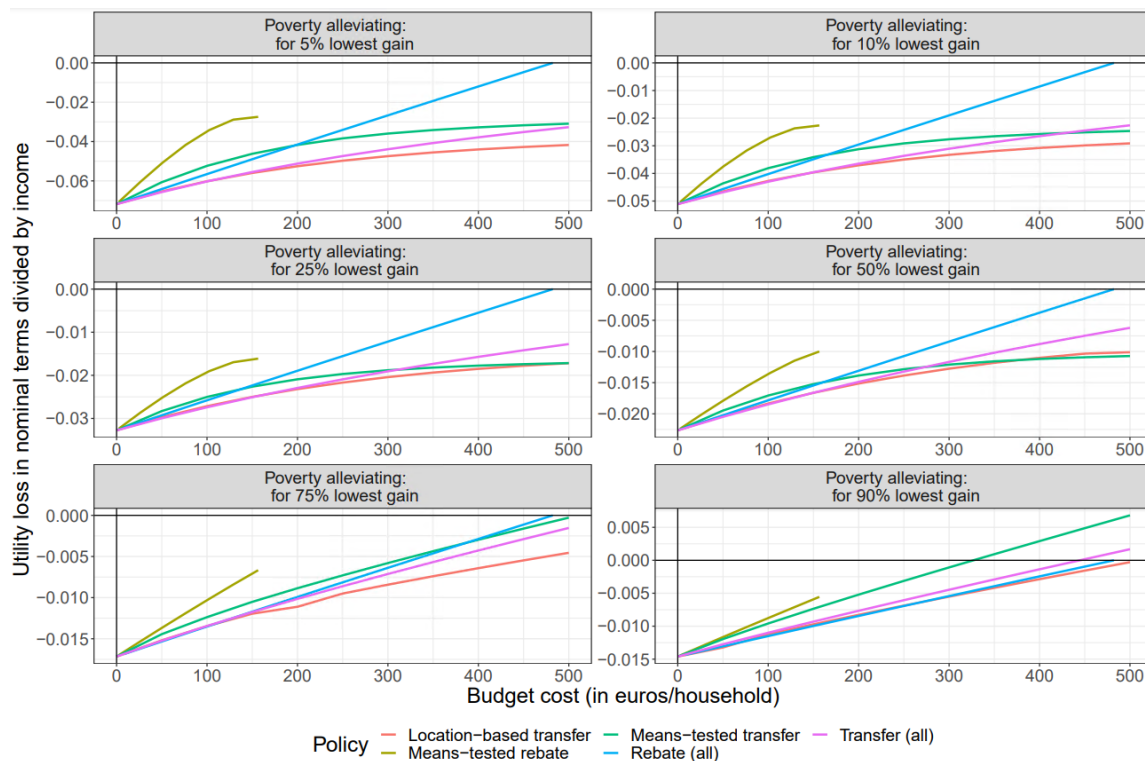 Poverty alleviating:
for 5% lowest gain
Poverty alleviating:
for 10% lowest gain
0.00
−0.02
−0.04
−0.06
0 100 200 300 400 500
0.00
−0.01
−0.02
−0.03
−0.04
−0.05
0 100 200 300 400 500
Poverty alleviating:
for 25% lowest gain
Poverty alleviating:
for 50% lowest gain
0.00
−0.01
−0.02
−0.03
0 100 200 300 400 500
0.000
−0.005
−0.010
−0.015
−0.020
0 100 200 300 400 500
Poverty alleviating:
for 75% lowest gain
Poverty alleviating:
for 90% lowest gain
0.000
−0.005
−0.010
−0.015
0 100 200 300 400 500
0.005
0.000
−0.005
−0.010
−0.015
0 100 200 300 400 500
Utility loss in nominal terms divided by income
Budget cost (in euros/household)
Policy
Location−based transfer
Means−tested transfer
Transfer (all)
Means−tested rebate
Rebate (all)